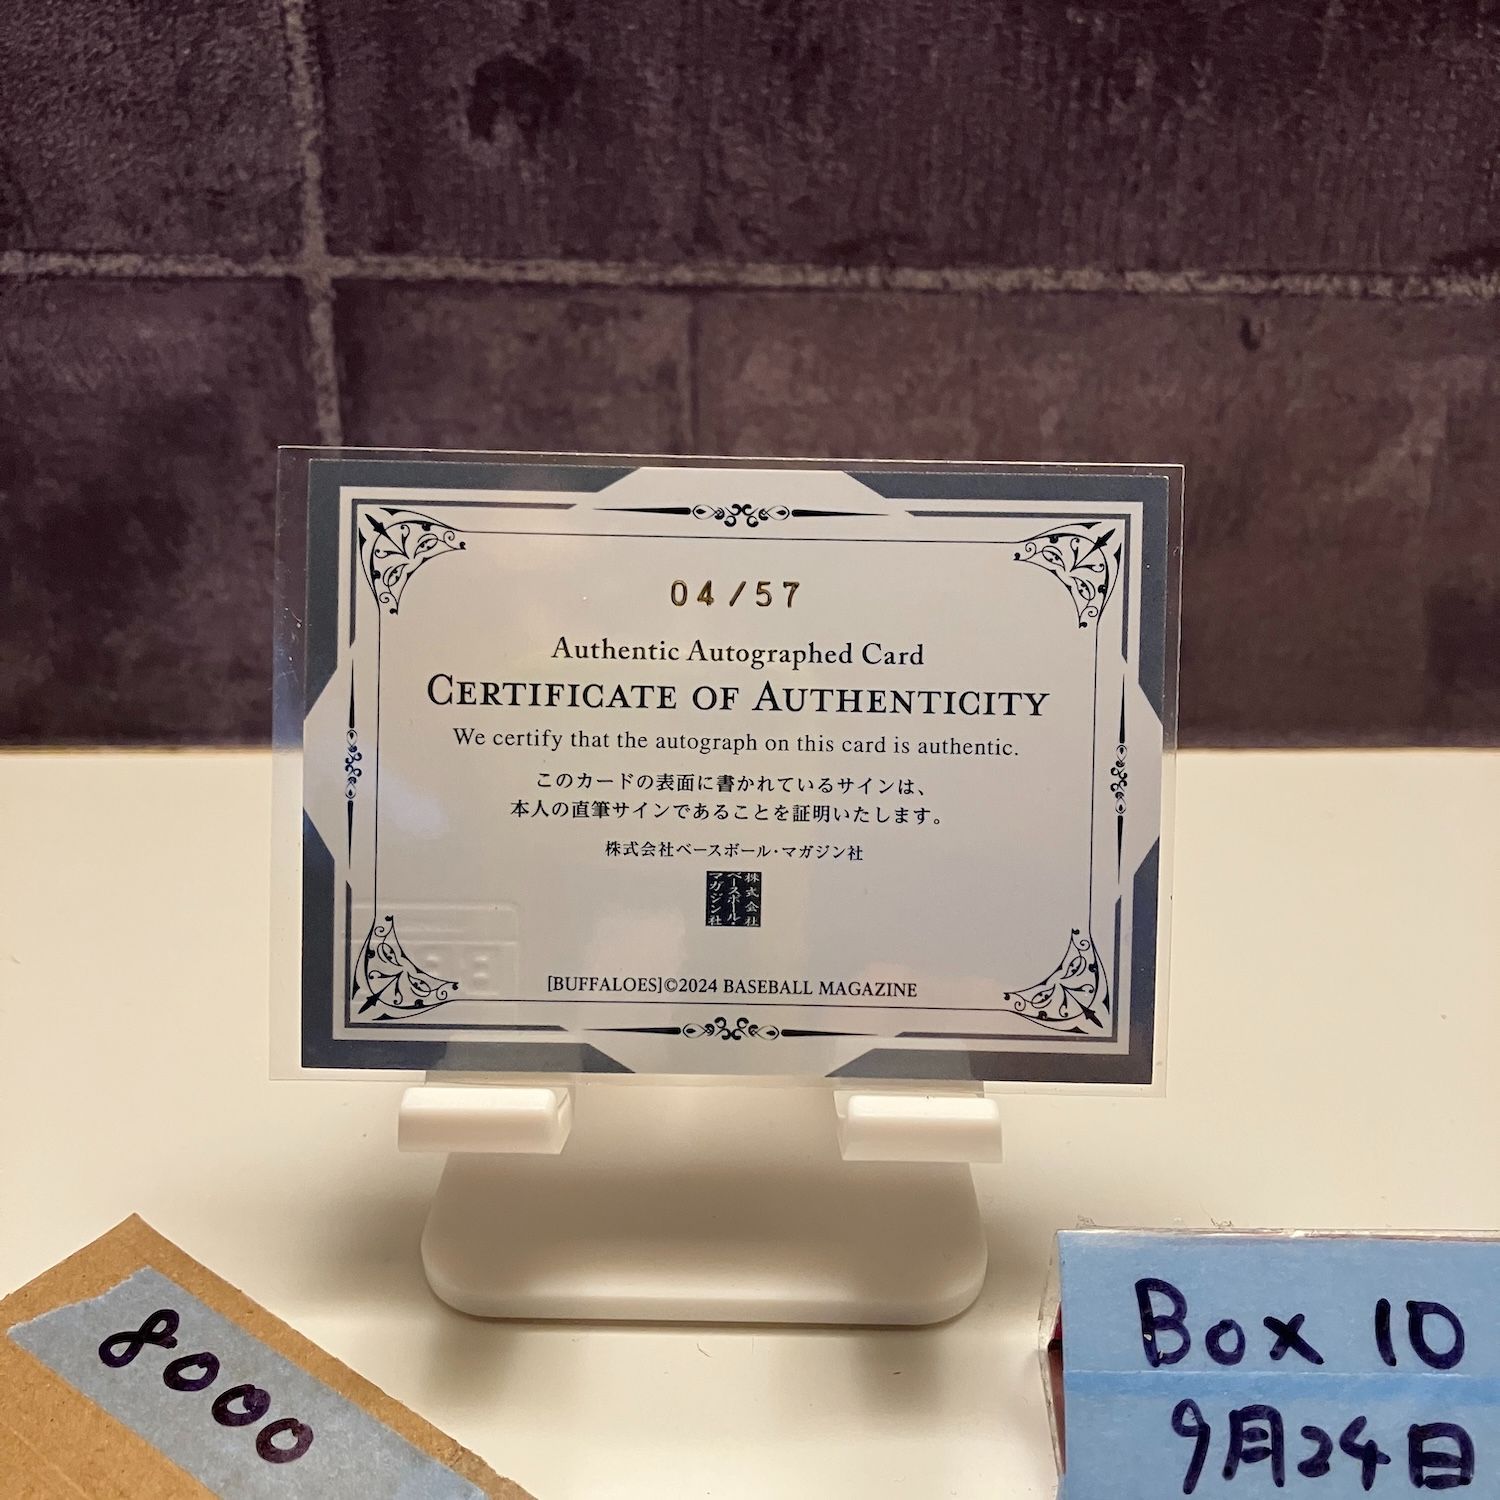 04/57
Authentic Autographed Card
CERTIFICATE OF AUTHENTICITY
We certify that the autograph on this card is authentic.
このカードの表面に書かれているサインは、
本人の直筆サインであることを証明いたします。
株式会社ベースボール・マガジン社
株式会社
ベースボール・
マガジン社
[BUFFALOES]©2024 BASEBALL MAGAZINE
8000
Box 10
9月24日